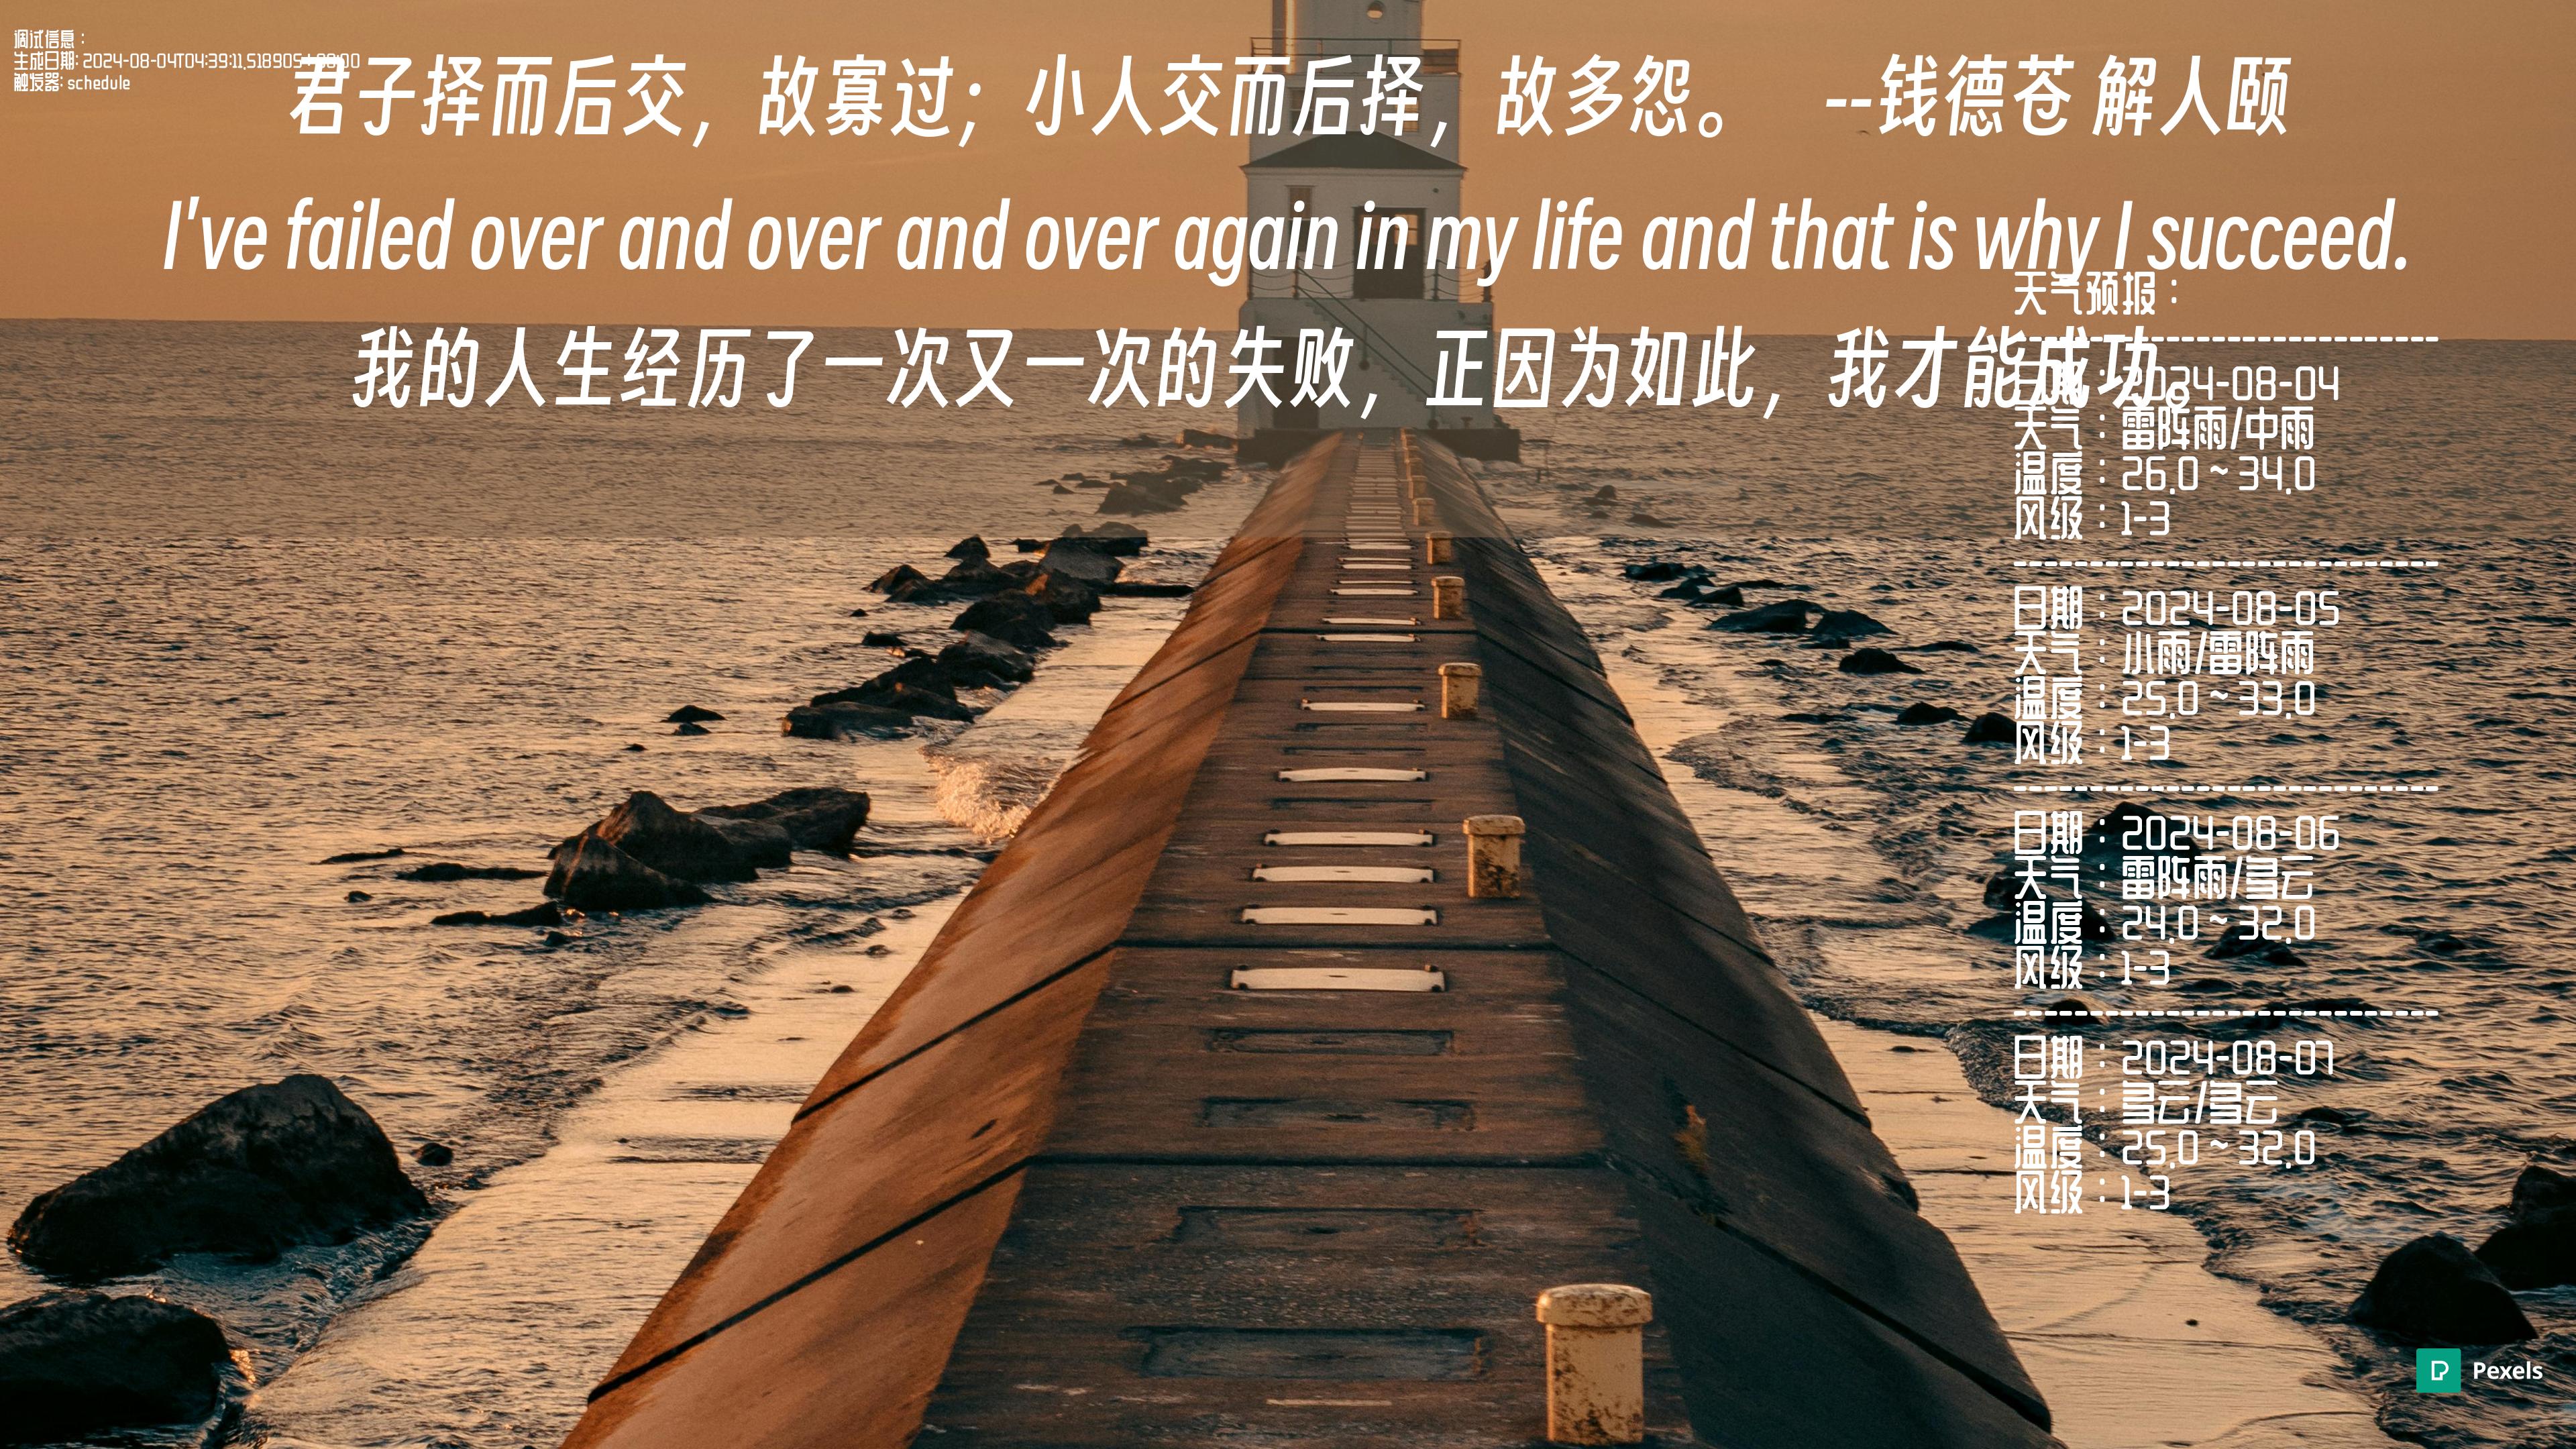 调试信息：
生成日期: 2024-08-04T04:39:11.518905+08:00
触发器: schedule
君子择而后交，故寡过；小人交而后择，故多怨。 --钱德苍 解人颐
I've failed over and over and over again in my life and that is why I succeed.
我的人生经历了一次又一次的失败，正因为如此，我才能成功。
天气预报：
日期：2024-08-04
天气：雷阵雨/中雨
温度：26.0 ~ 34.0
风级：1-3
日期：2024-08-05
天气：小雨/雷阵雨
温度：25.0 ~ 33.0
风级：1-3
日期：2024-08-06
天气：雷阵雨/多云
温度：24.0 ~ 32.0
风级：1-3
日期：2024-08-07
天气：多云/多云
温度：25.0 ~ 32.0
风级：1-3
Pexels